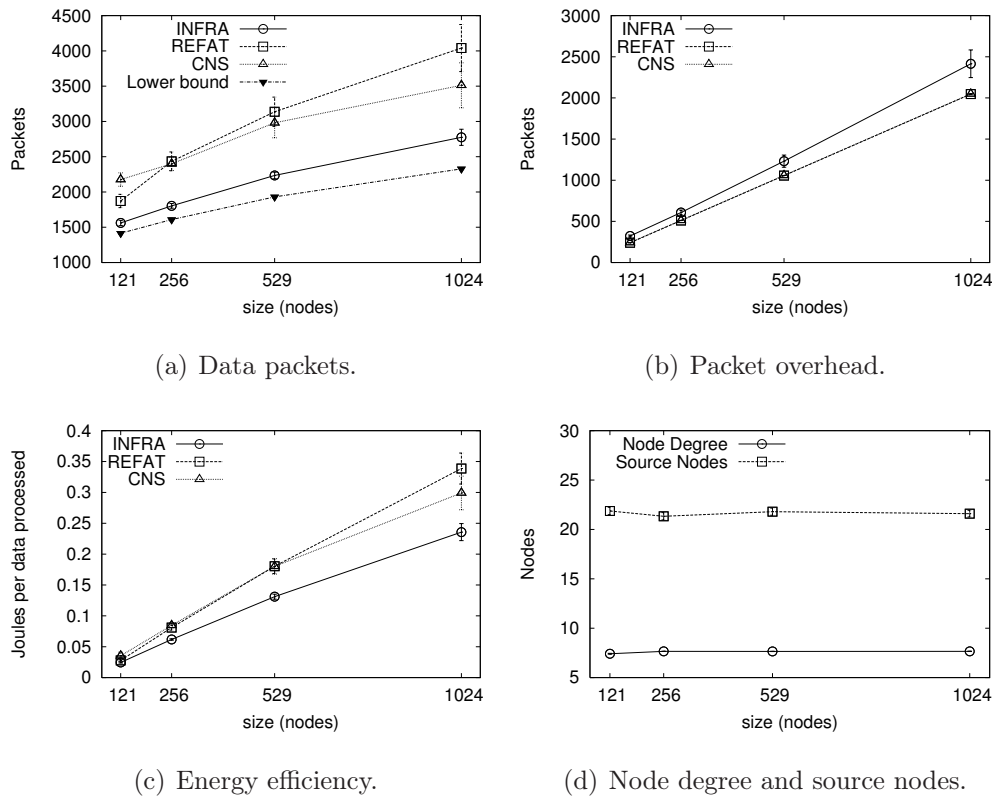 4500
4000
3500
3000
2500
2000
1500
1000
Packets
INFRA
REFAT
CNS
Lower bound
121 256 529 1024
size (nodes)
(a) Data packets.
3000
2500
2000
1500
1000
500
0
Packets
INFRA
REFAT
CNS
121 256 529 1024
size (nodes)
(b) Packet overhead.
0.4
0.35
0.3
0.25
0.2
0.15
0.1
0.05
0
Joules per data processed
INFRA
REFAT
CNS
121 256 529 1024
size (nodes)
(c) Energy efficiency.
30
25
20
15
10
5
Nodes
Node Degree
Source Nodes
121 256 529 1024
size (nodes)
(d) Node degree and source nodes.